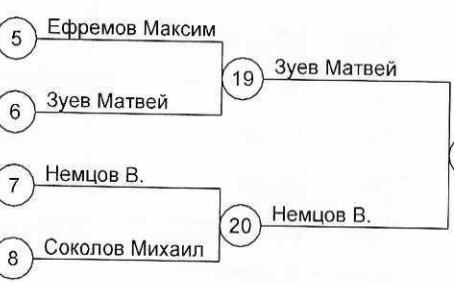 5 Ефремов Максим
19 Зуев Матвей
6 Зуев Матвей
7 Немцов В.
20 Немцов В.
8 Соколов Михаил